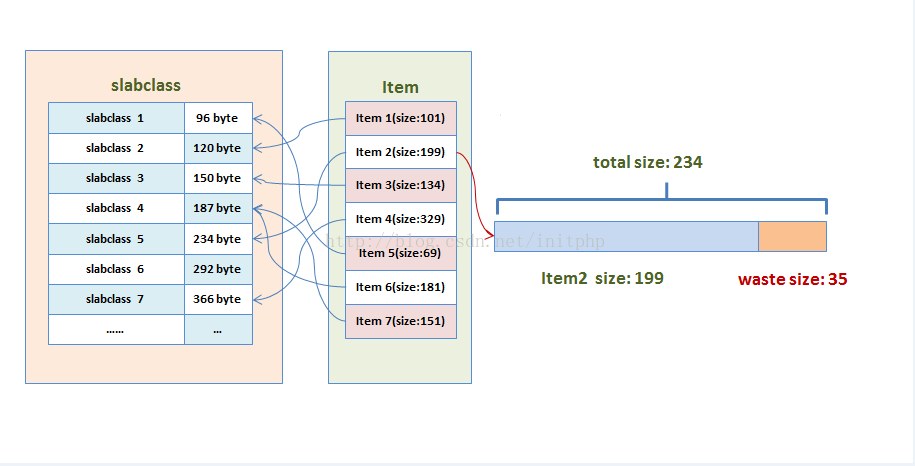 slabclass
slabclass 1 96 byte
slabclass 2 120 byte
slabclass 3 150 byte
slabclass 4 187 byte
slabclass 5 234 byte
slabclass 6 292 byte
slabclass 7 366 byte
...... ...
Item
Item 1(size:101)
Item 2(size:199)
Item 3(size:134)
Item 4(size:329)
Item 5(size:69)
Item 6(size:181)
Item 7(size:151)
total size: 234
Item2 size: 199
waste size: 35
http://blog.csdn.net/initphp